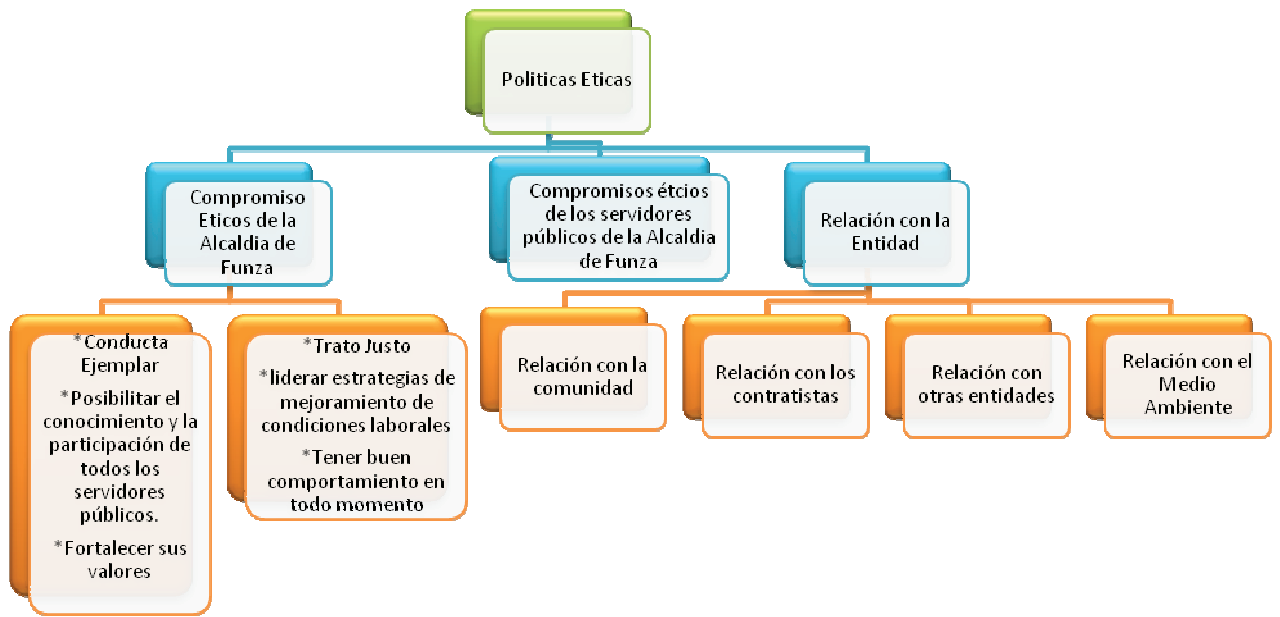 Politicas Eticas
Compromiso
Eticos de la
Alcaldia de
Funza
Compromisos étcios
de los servidores
públicos de la Alcaldia
de Funza
Relación con la
Entidad
*Conducta
Ejemplar
*Posibilitar el
conocimiento y la
participación de
todos los
servidores
públicos.
*Fortalecer sus
valores
*Trato Justo
*liderar estrategias de
mejoramiento de
condiciones laborales
*Tener buen
comportamiento en
todo momento
Relación con la
comunidad
Relación con los
contratistas
Relación con
otras entidades
Relación con el
Medio
Ambiente